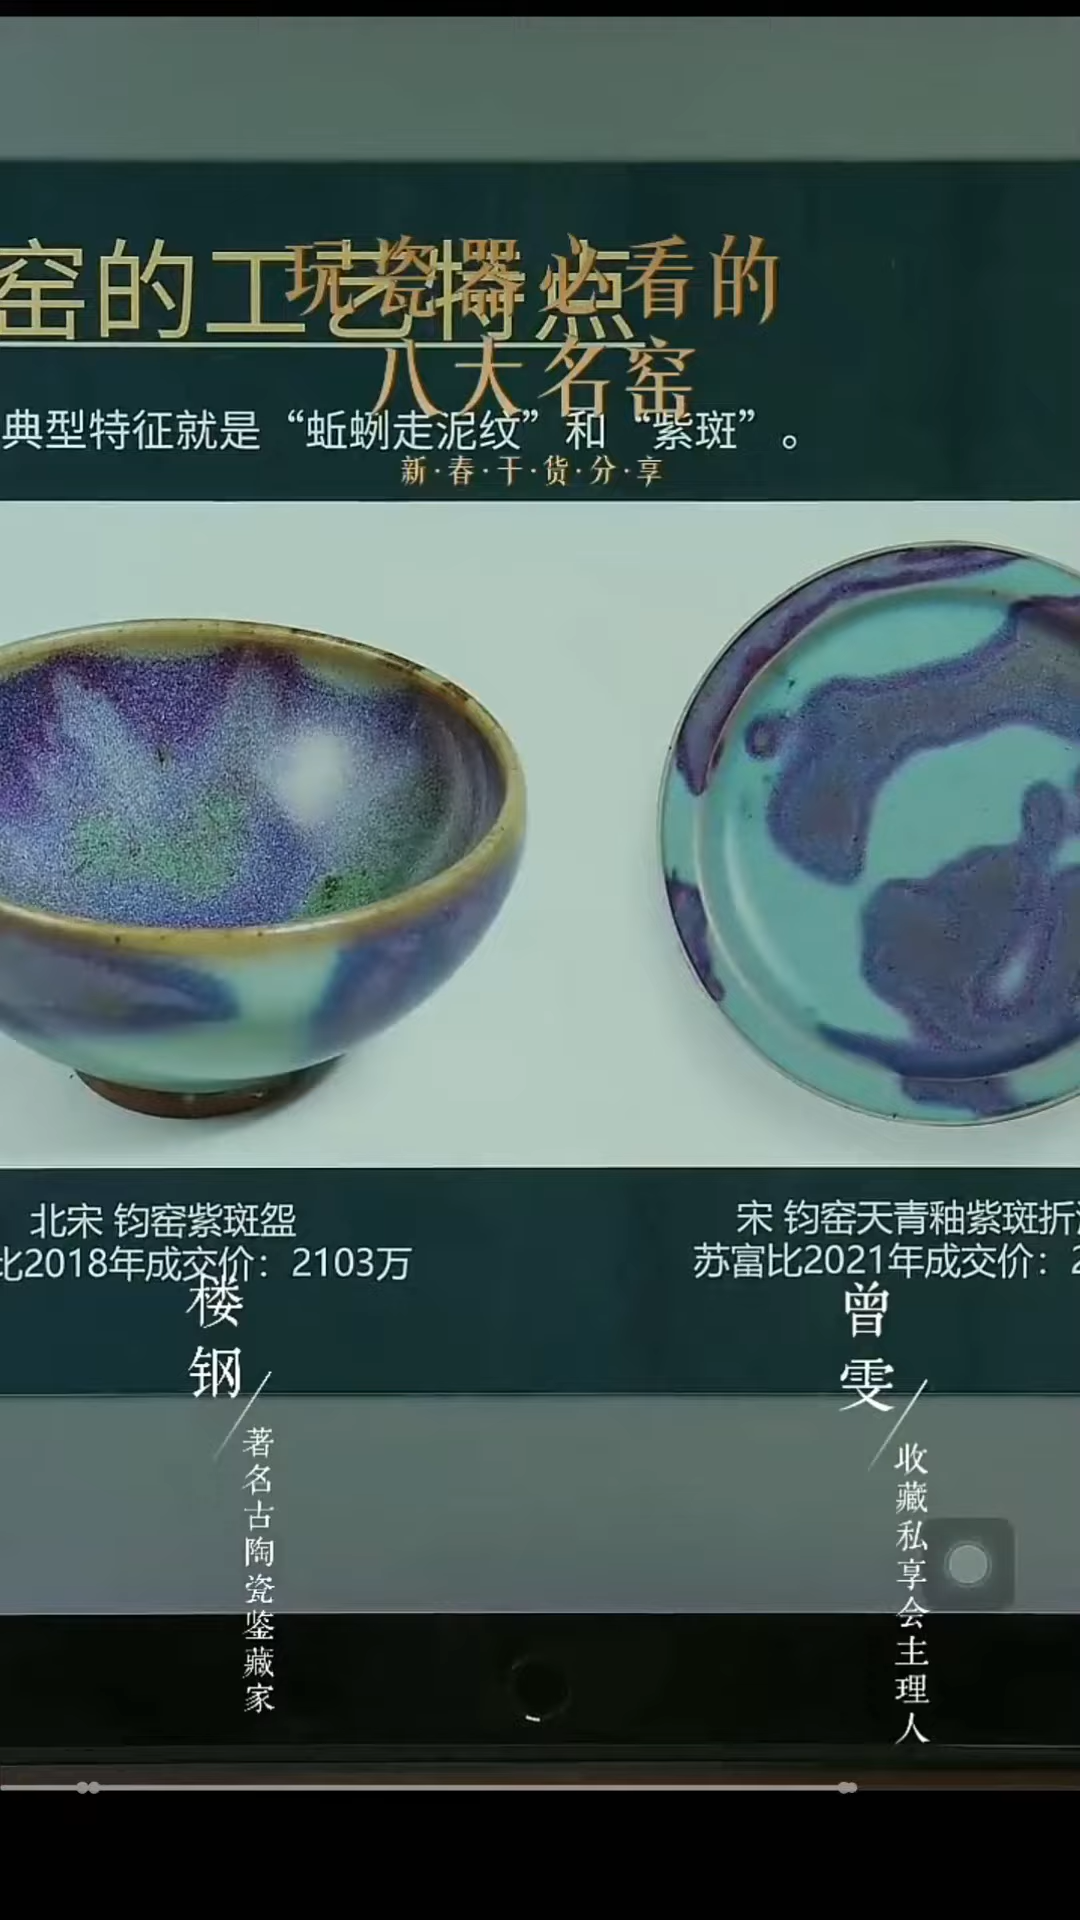 窑的工艺特点
玩瓷器必看的
八大名窑
典型特征就是“蚯蚓走泥纹”和“紫斑”。
新·春·干·货·分·享
北宋 钧窑紫斑盌
比2018年成交价：2103万
宋 钧窑天青釉紫斑折
苏富比2021年成交价：2
楼钢
著名古陶瓷鉴藏家
曾雯
收藏私享会主理人